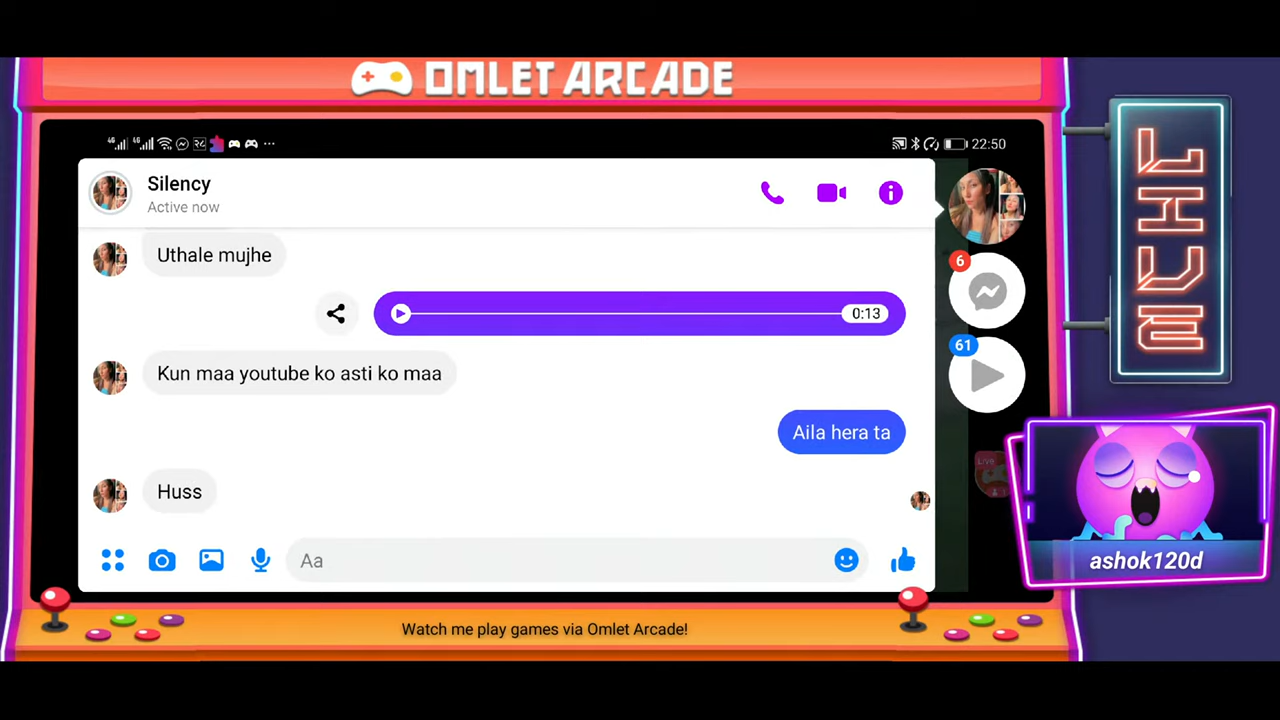 OMLET ARCADE
22:50
Silency
Active now
Uthale mujhe
0:13
Kun maa youtube ko asti ko maa
Aila hera ta
Huss
Aa
6
61
Live
LIVE
ashok120d
Watch me play games via Omlet Arcade!